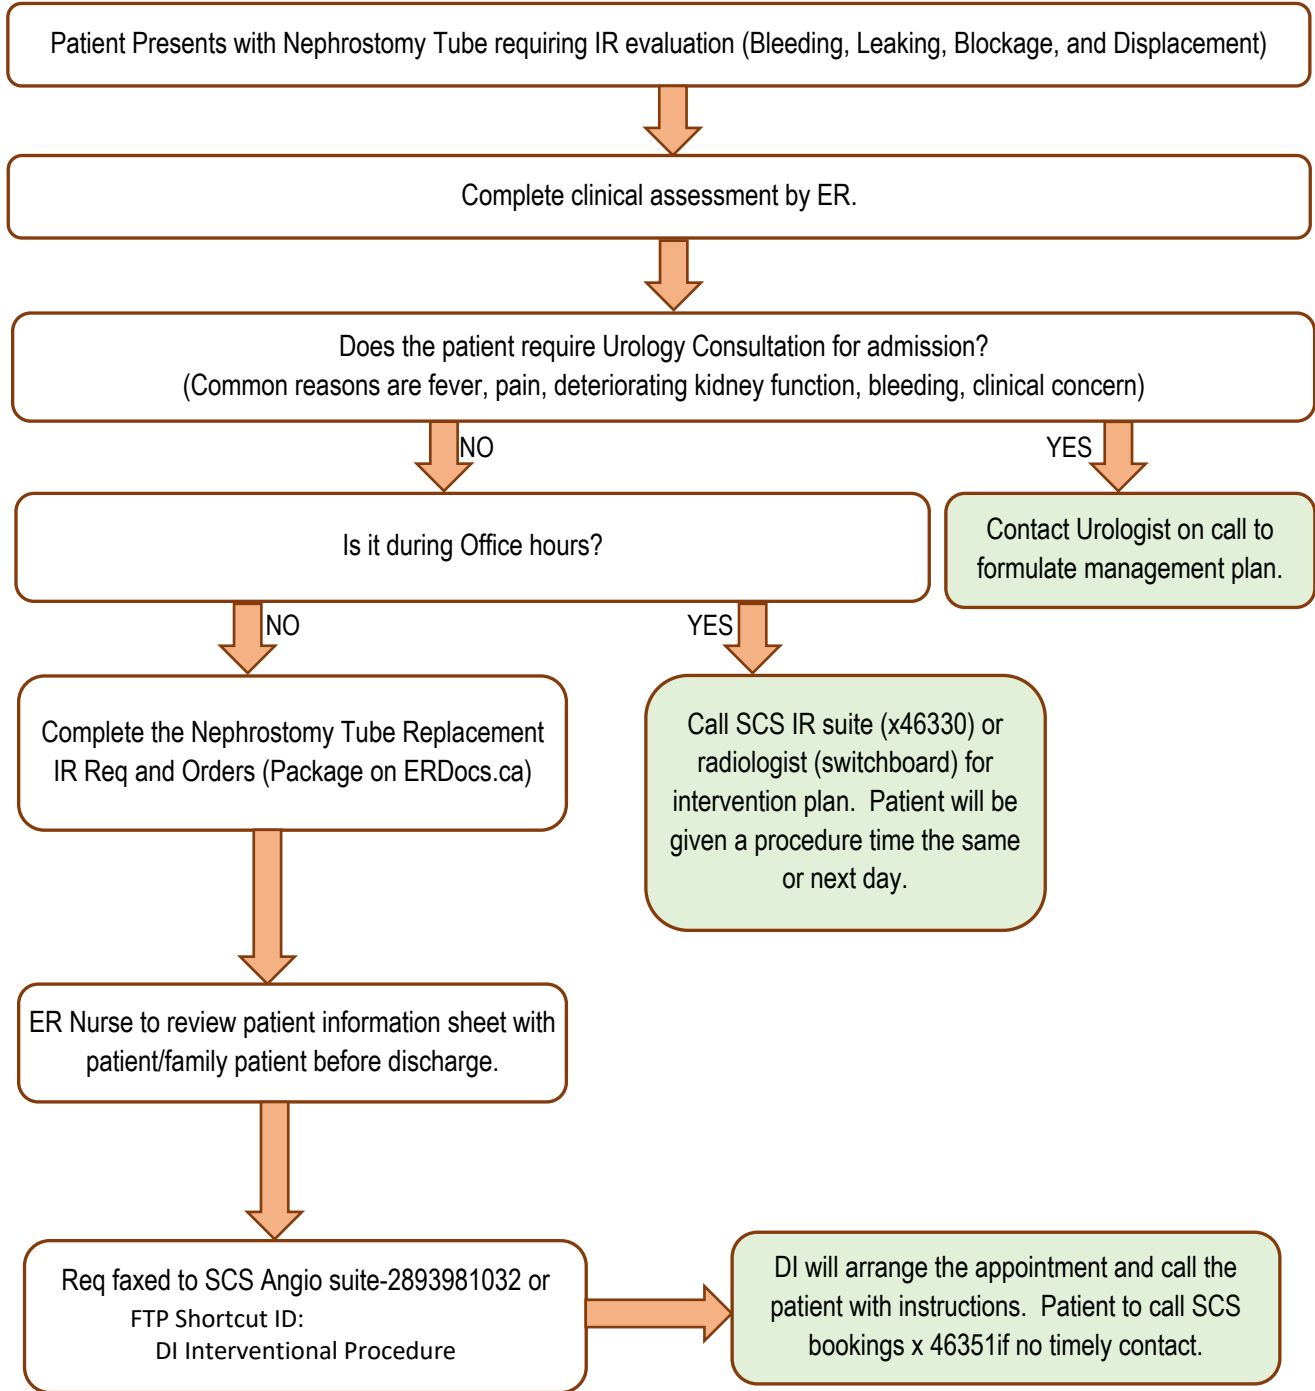 Patient Presents with Nephrostomy Tube requiring IR evaluation (Bleeding, Leaking, Blockage, and Displacement)
Complete clinical assessment by ER.
Does the patient require Urology Consultation for admission?
(Common reasons are fever, pain, deteriorating kidney function, bleeding, clinical concern)
NO
YES
Is it during Office hours?
Contact Urologist on call to
formulate management plan.
NO
YES
Complete the Nephrostomy Tube Replacement
IR Req and Orders (Package on ERDocs.ca)
Call SCS IR suite (x46330) or
radiologist (switchboard) for
intervention plan.  Patient will be
given a procedure time the same
or next day.
ER Nurse to review patient information sheet with
patient/family patient before discharge.
Req faxed to SCS Angio suite-2893981032 or
FTP Shortcut ID:
DI Interventional Procedure
DI will arrange the appointment and call the
patient with instructions.  Patient to call SCS
bookings x 46351if no timely contact.